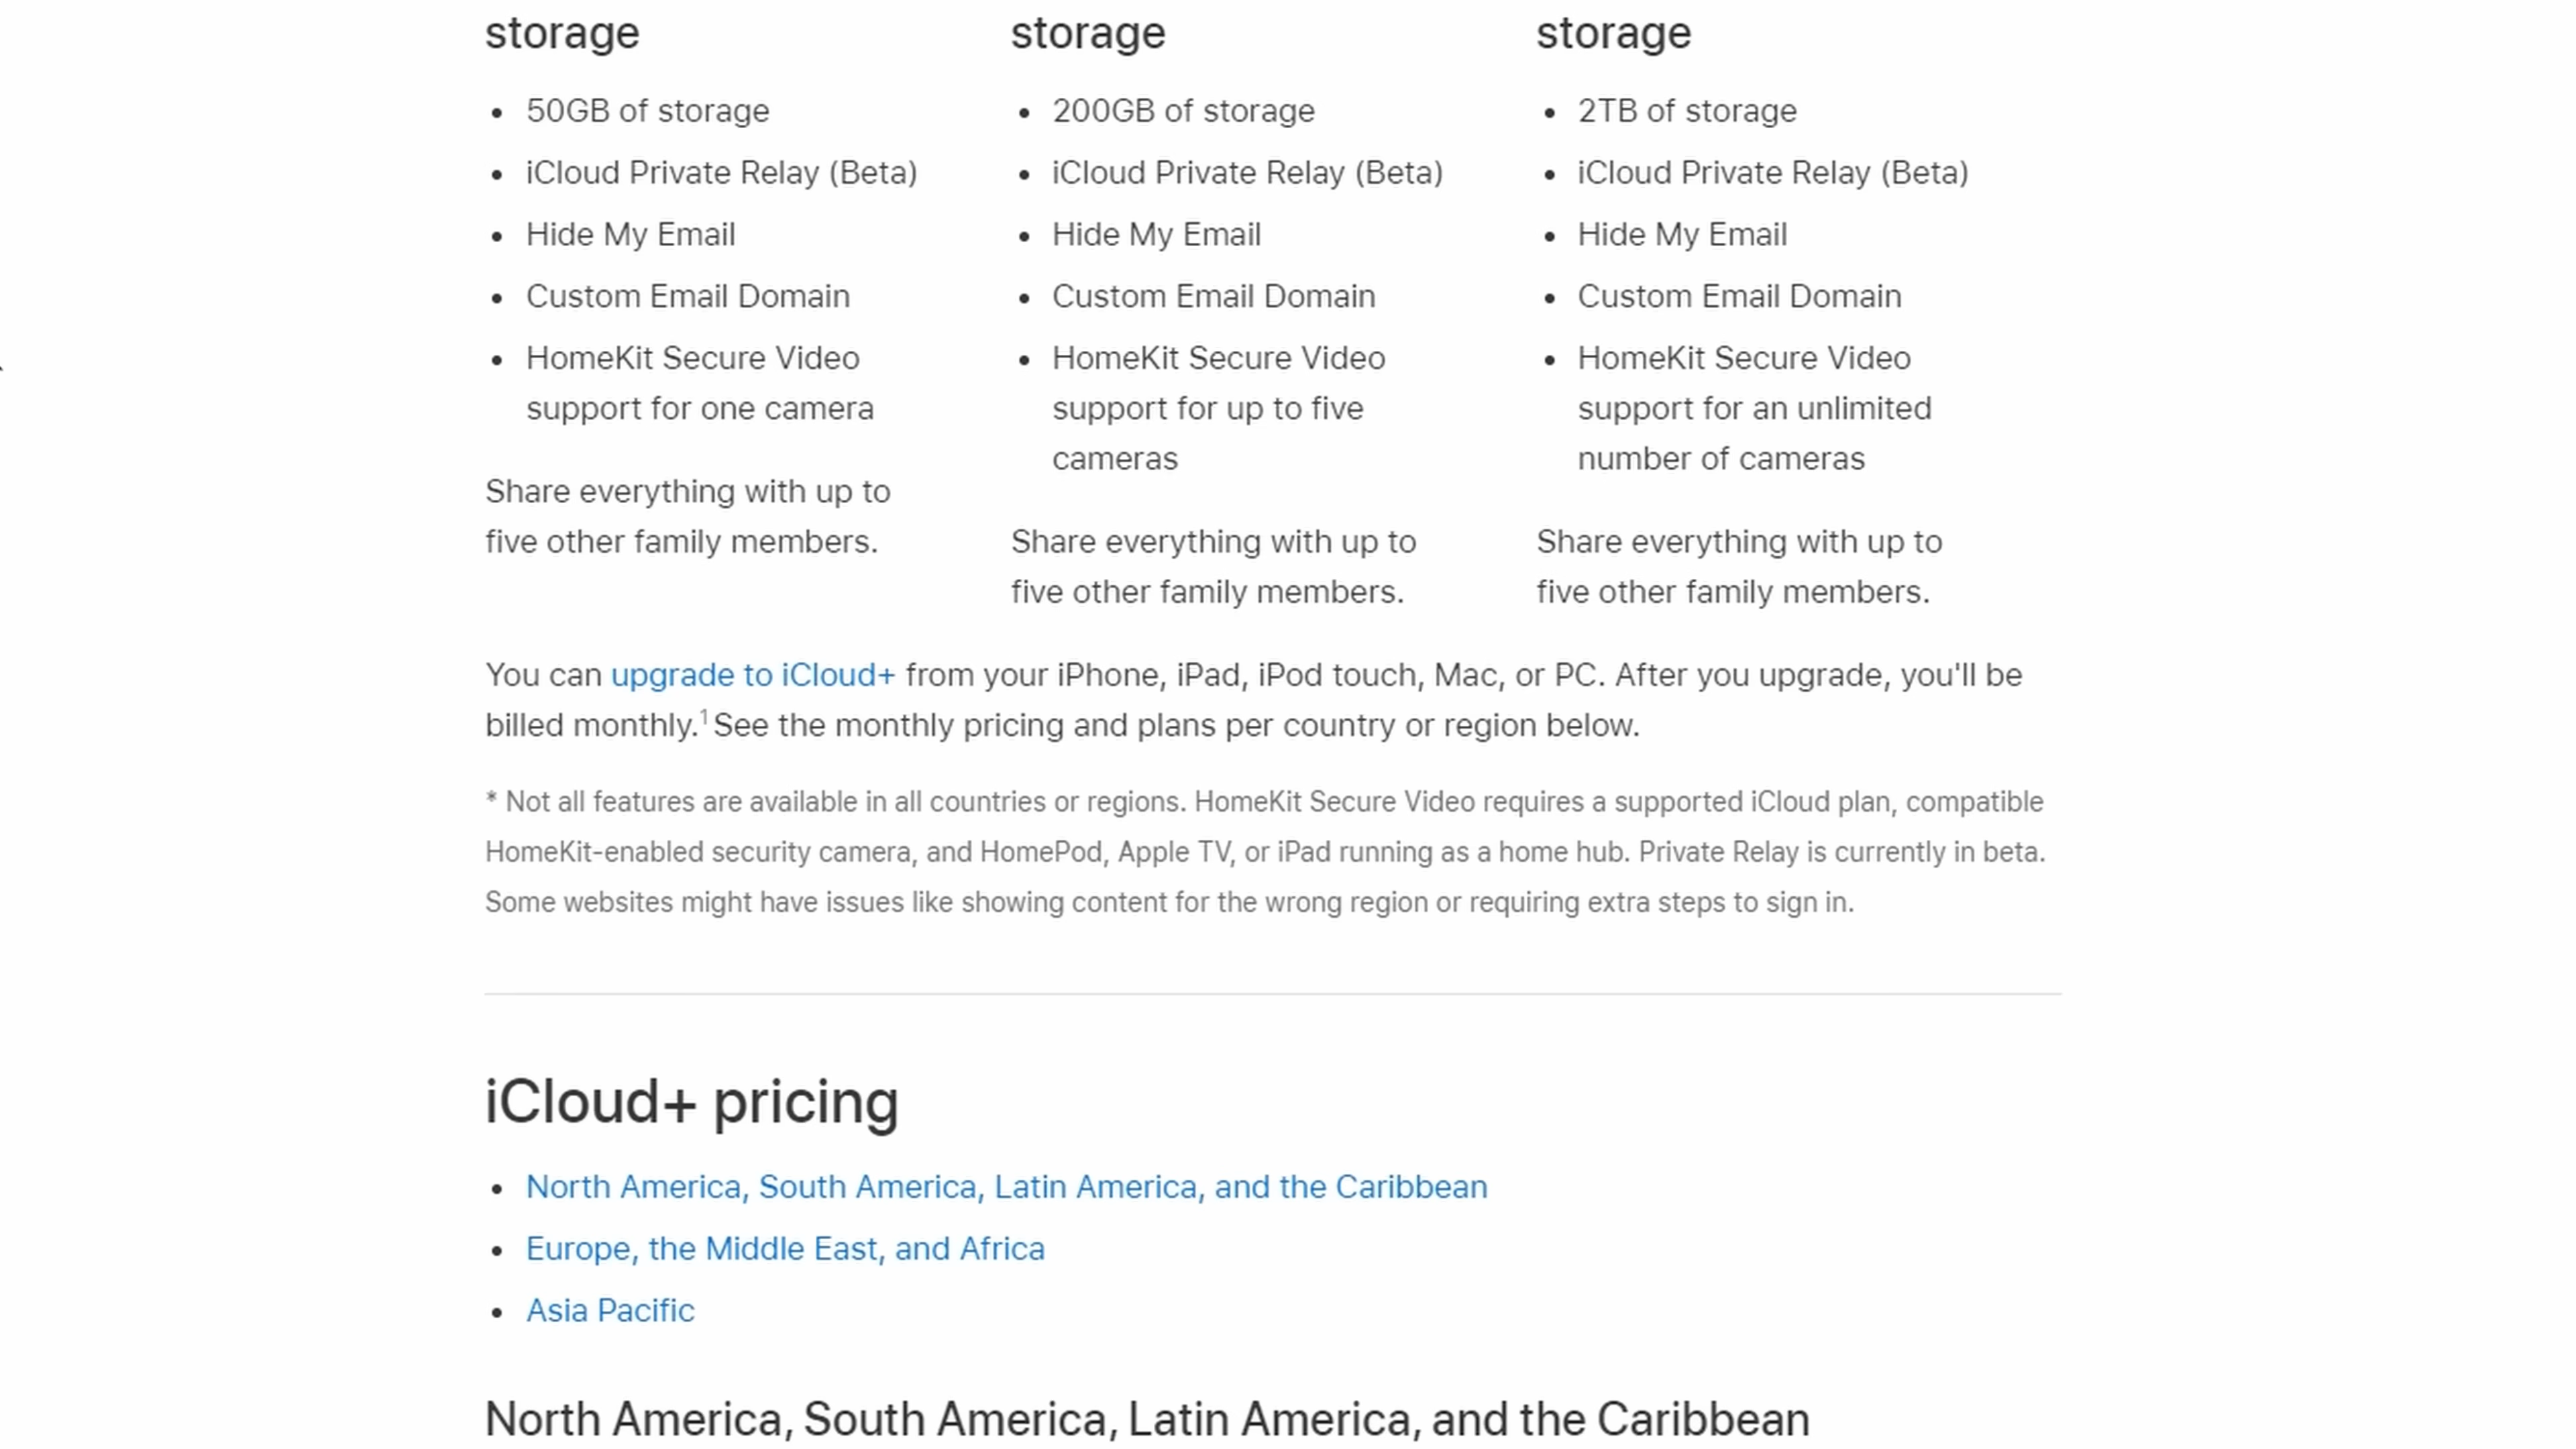 storage
50GB of storage
iCloud Private Relay (Beta)
Hide My Email
Custom Email Domain
HomeKit Secure Video
support for one camera
Share everything with up to
five other family members.
storage
200GB of storage
iCloud Private Relay (Beta)
Hide My Email
Custom Email Domain
HomeKit Secure Video
support for up to five
cameras
Share everything with up to
five other family members.
storage
2TB of storage
iCloud Private Relay (Beta)
Hide My Email
Custom Email Domain
HomeKit Secure Video
support for an unlimited
number of cameras
Share everything with up to
five other family members.
You can upgrade to iCloud+ from your iPhone, iPad, iPod touch, Mac, or PC. After you upgrade, you'll be
billed monthly.¹ See the monthly pricing and plans per country or region below.
* Not all features are available in all countries or regions. HomeKit Secure Video requires a supported iCloud plan, compatible
HomeKit-enabled security camera, and HomePod, Apple TV, or iPad running as a home hub. Private Relay is currently in beta.
Some websites might have issues like showing content for the wrong region or requiring extra steps to sign in.
iCloud+ pricing
North America, South America, Latin America, and the Caribbean
Europe, the Middle East, and Africa
Asia Pacific
North America, South America, Latin America, and the Caribbean